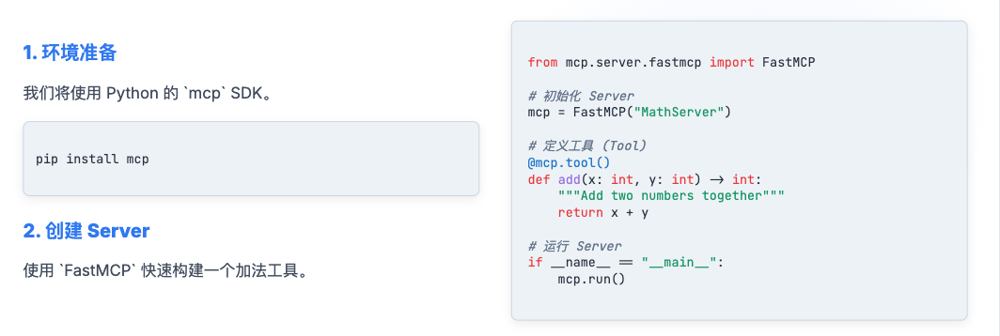 1. 环境准备
我们将使用 Python 的 `mcp` SDK。
pip install mcp
2. 创建 Server
使用 `FastMCP` 快速构建一个加法工具。
from mcp.server.fastmcp import FastMCP
# 初始化 Server
mcp = FastMCP("MathServer")
# 定义工具 (Tool)
@mcp.tool()
def add(x: int, y: int) -> int:
    """Add two numbers together"""
    return x + y
# 运行 Server
if __name__ == "__main__":
    mcp.run()